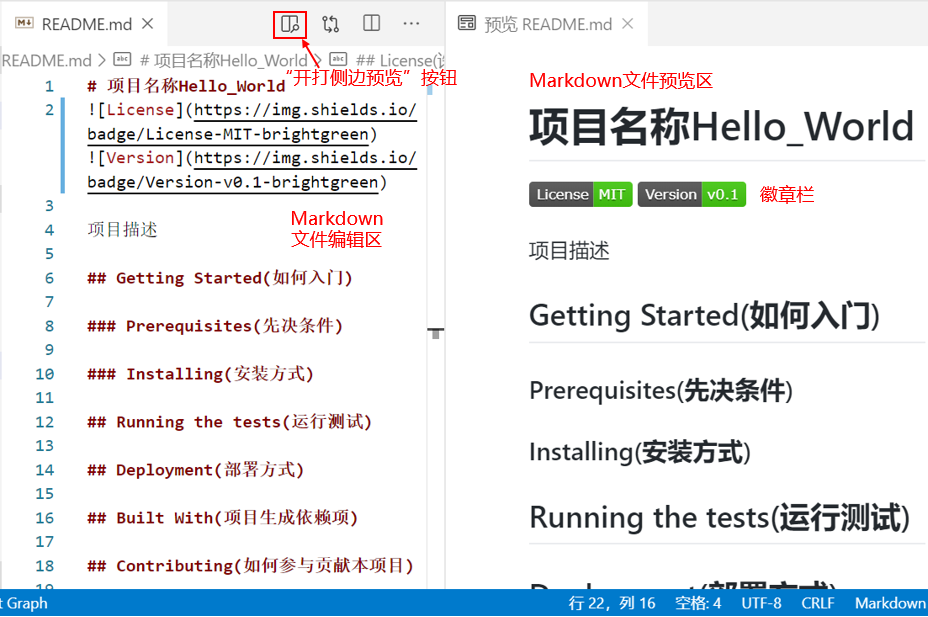 README.md
预览 README.md
README.md > # 项目名称Hello_World > ## License(
“开打侧边预览”按钮
1 # 项目名称Hello_World
2 ![License](https://img.shields.io/
badge/License-MIT-brightgreen)
![Version](https://img.shields.io/
badge/Version-v0.1-brightgreen)
3
4 项目描述
5
6 ## Getting Started(如何入门)
7
8 ### Prerequisites(先决条件)
9
10 ### Installing(安装方式)
11
12 ## Running the tests(运行测试)
13
14 ## Deployment(部署方式)
15
16 ## Built With(项目生成依赖项)
17
18 ## Contributing(如何参与贡献本项目)
19
Markdown
文件编辑区
Markdown文件预览区
项目名称Hello_World
License MIT Version v0.1 徽章栏
项目描述
Getting Started(如何入门)
Prerequisites(先决条件)
Installing(安装方式)
Running the tests(运行测试)
Deployment(部署方式)
t Graph 行 22，列 16 空格: 4 UTF-8 CRLF Markdown